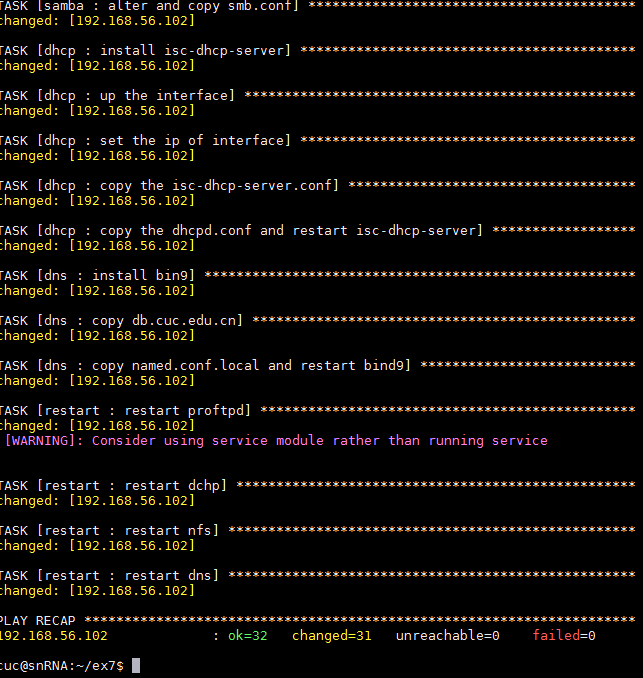 TASK [samba : alter and copy smb.conf] *****************************************
changed: [192.168.56.102]
TASK [dhcp : install isc-dhcp-server] ******************************************
changed: [192.168.56.102]
TASK [dhcp : up the interface] *************************************************
changed: [192.168.56.102]
TASK [dhcp : set the ip of interface] ******************************************
changed: [192.168.56.102]
TASK [dhcp : copy the isc-dhcp-server.conf] ************************************
changed: [192.168.56.102]
TASK [dhcp : copy the dhcpd.conf and restart isc-dhcp-server] ******************
changed: [192.168.56.102]
TASK [dns : install bin9] ******************************************************
changed: [192.168.56.102]
TASK [dns : copy db.cuc.edu.cn] ************************************************
changed: [192.168.56.102]
TASK [dns : copy named.conf.local and restart bind9] ***************************
changed: [192.168.56.102]
TASK [restart : restart proftpd] ***********************************************
changed: [192.168.56.102]
[WARNING]: Consider using service module rather than running service
TASK [restart : restart dchp] **************************************************
changed: [192.168.56.102]
TASK [restart : restart nfs] ***************************************************
changed: [192.168.56.102]
TASK [restart : restart dns] ***************************************************
changed: [192.168.56.102]
PLAY RECAP *********************************************************************
192.168.56.102 : ok=32 changed=31 unreachable=0 failed=0
cuc@snRNA:~/ex7$